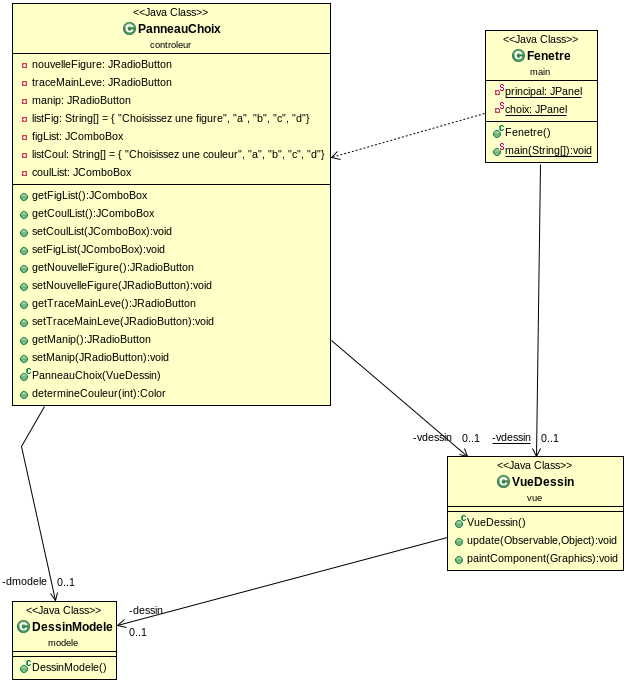 <<Java Class>>
PanneauChoix
controleur
nouvelleFigure: JRadioButton
traceMainLeve: JRadioButton
manip: JRadioButton
listFig: String[] = { "Choisissez une figure", "a", "b", "c", "d"}
figList: JComboBox
listCoul: String[] = { "Choisissez une couleur", "a", "b", "c", "d"}
coulList: JComboBox
getFigList():JComboBox
getCoulList():JComboBox
setCoulList(JComboBox):void
setFigList(JComboBox):void
getNouvelleFigure():JRadioButton
setNouvelleFigure(JRadioButton):void
getTraceMainLeve():JRadioButton
setTraceMainLeve(JRadioButton):void
getManip():JRadioButton
setManip(JRadioButton):void
PanneauChoix(VueDessin)
determineCouleur(int):Color
<<Java Class>>
Fenetre
main
principal: JPanel
choix: JPanel
Fenetre()
main(String[]):void
-vdessin 0..1
-vdessin 0..1
<<Java Class>>
VueDessin
vue
VueDessin()
update(Observable,Object):void
paintComponent(Graphics):void
-dmodele 0..1
-dessin
0..1
<<Java Class>>
DessinModele
modele
DessinModele()